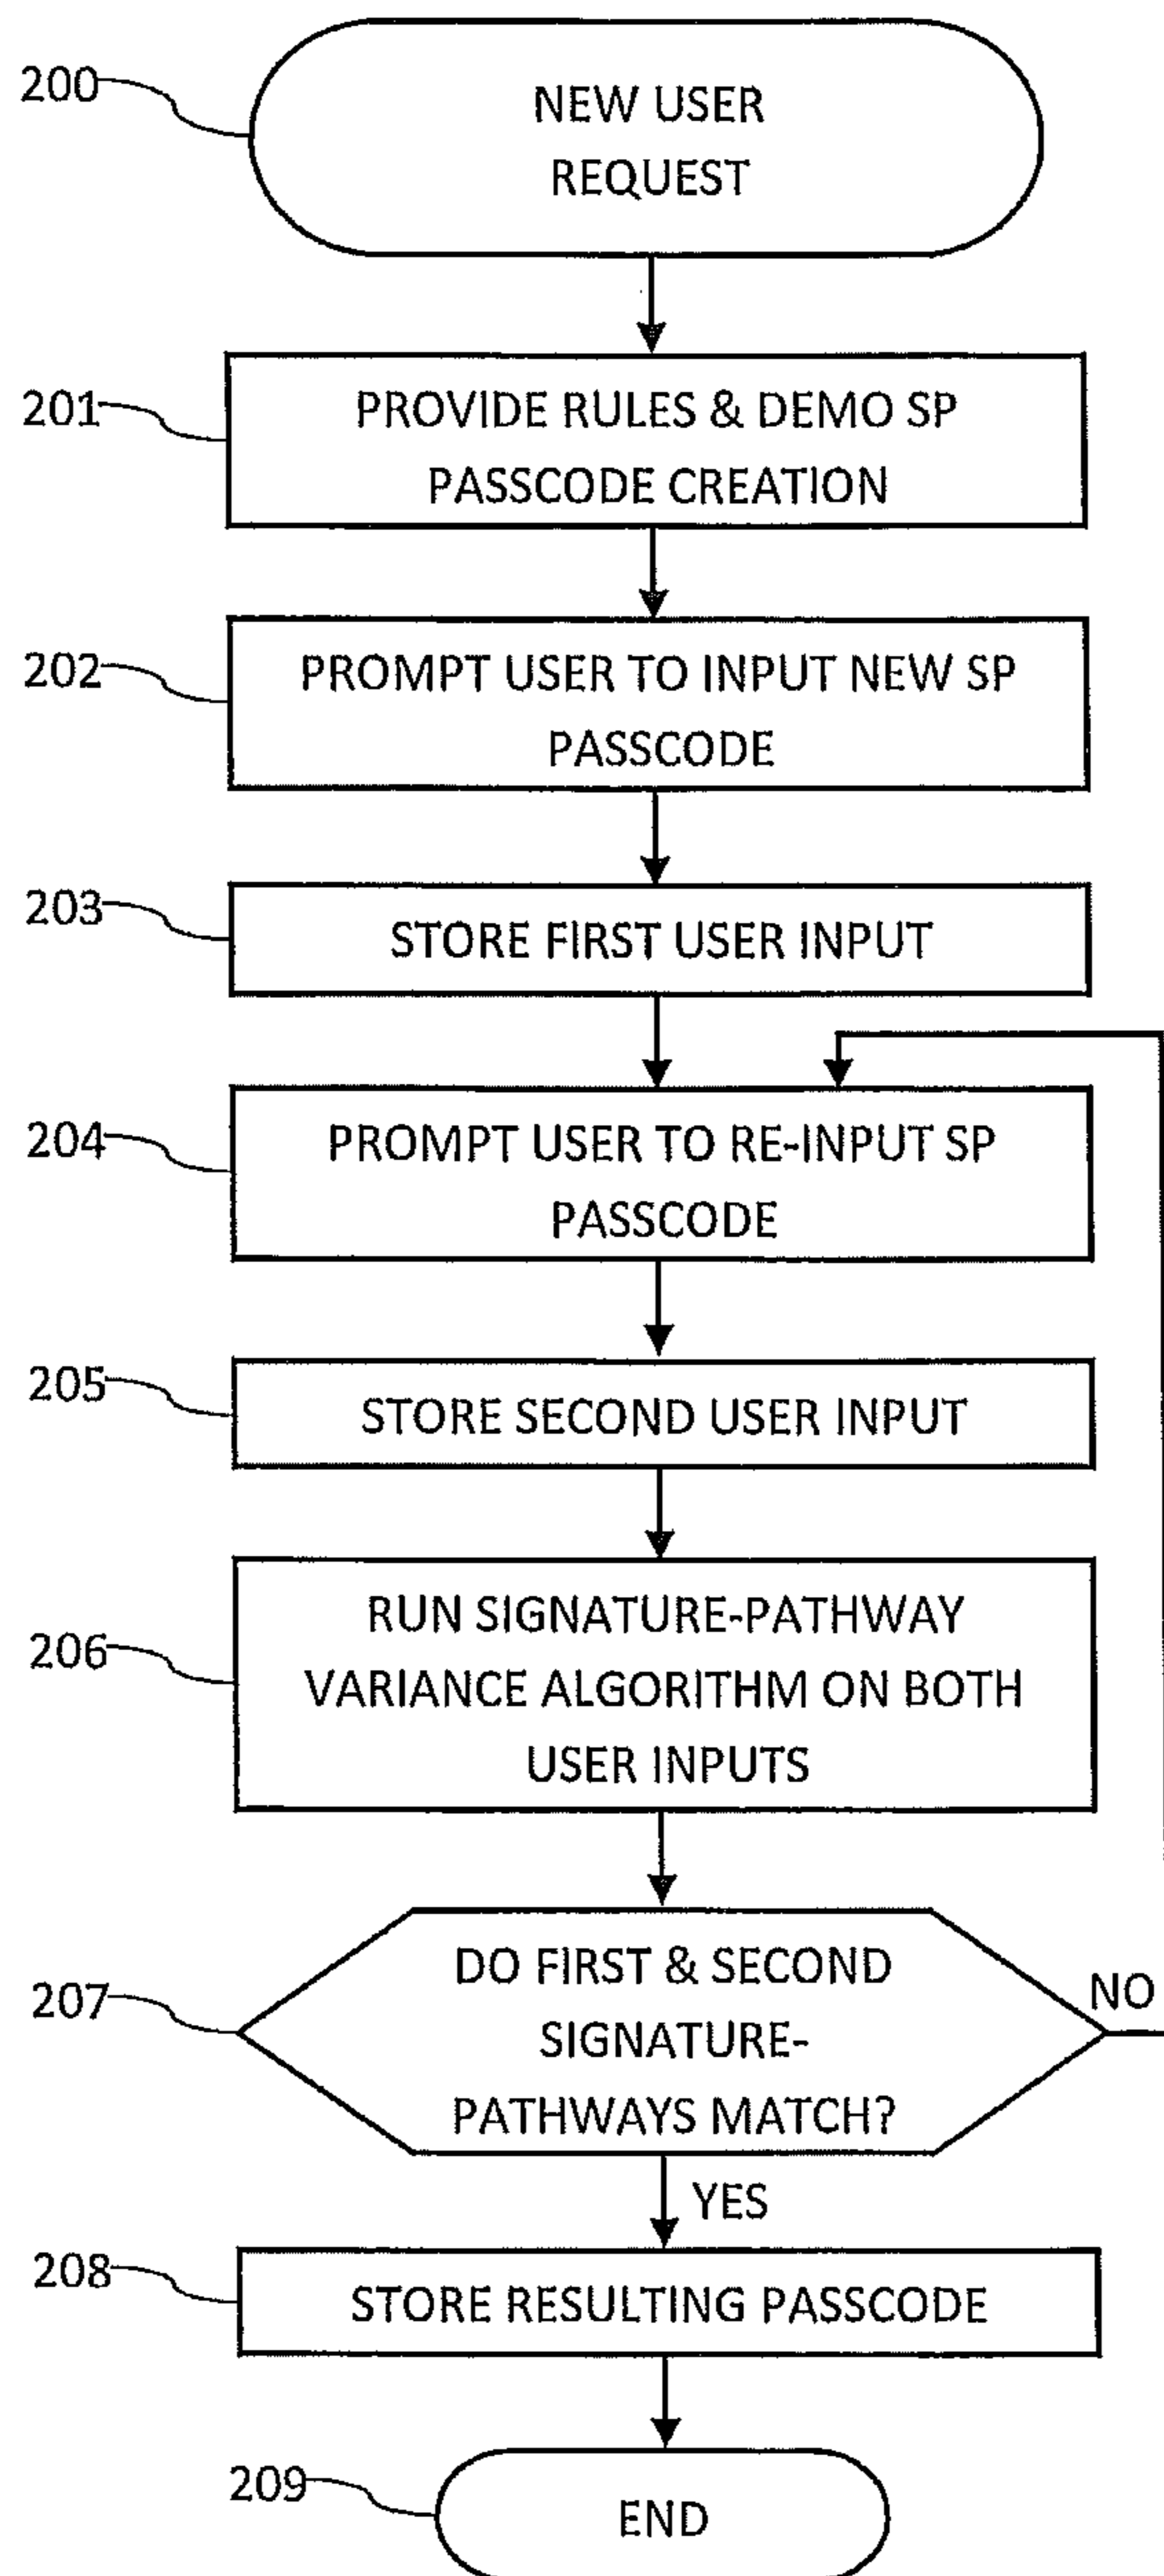 200
NEW USER
REQUEST
201
PROVIDE RULES & DEMO SP
PASSCODE CREATION
202
PROMPT USER TO INPUT NEW SP
PASSCODE
203
STORE FIRST USER INPUT
204
PROMPT USER TO RE-INPUT SP
PASSCODE
205
STORE SECOND USER INPUT
206
RUN SIGNATURE-PATHWAY
VARIANCE ALGORITHM ON BOTH
USER INPUTS
207
DO FIRST & SECOND
SIGNATURE-
PATHWAYS MATCH?
NO
YES
208
STORE RESULTING PASSCODE
209
END